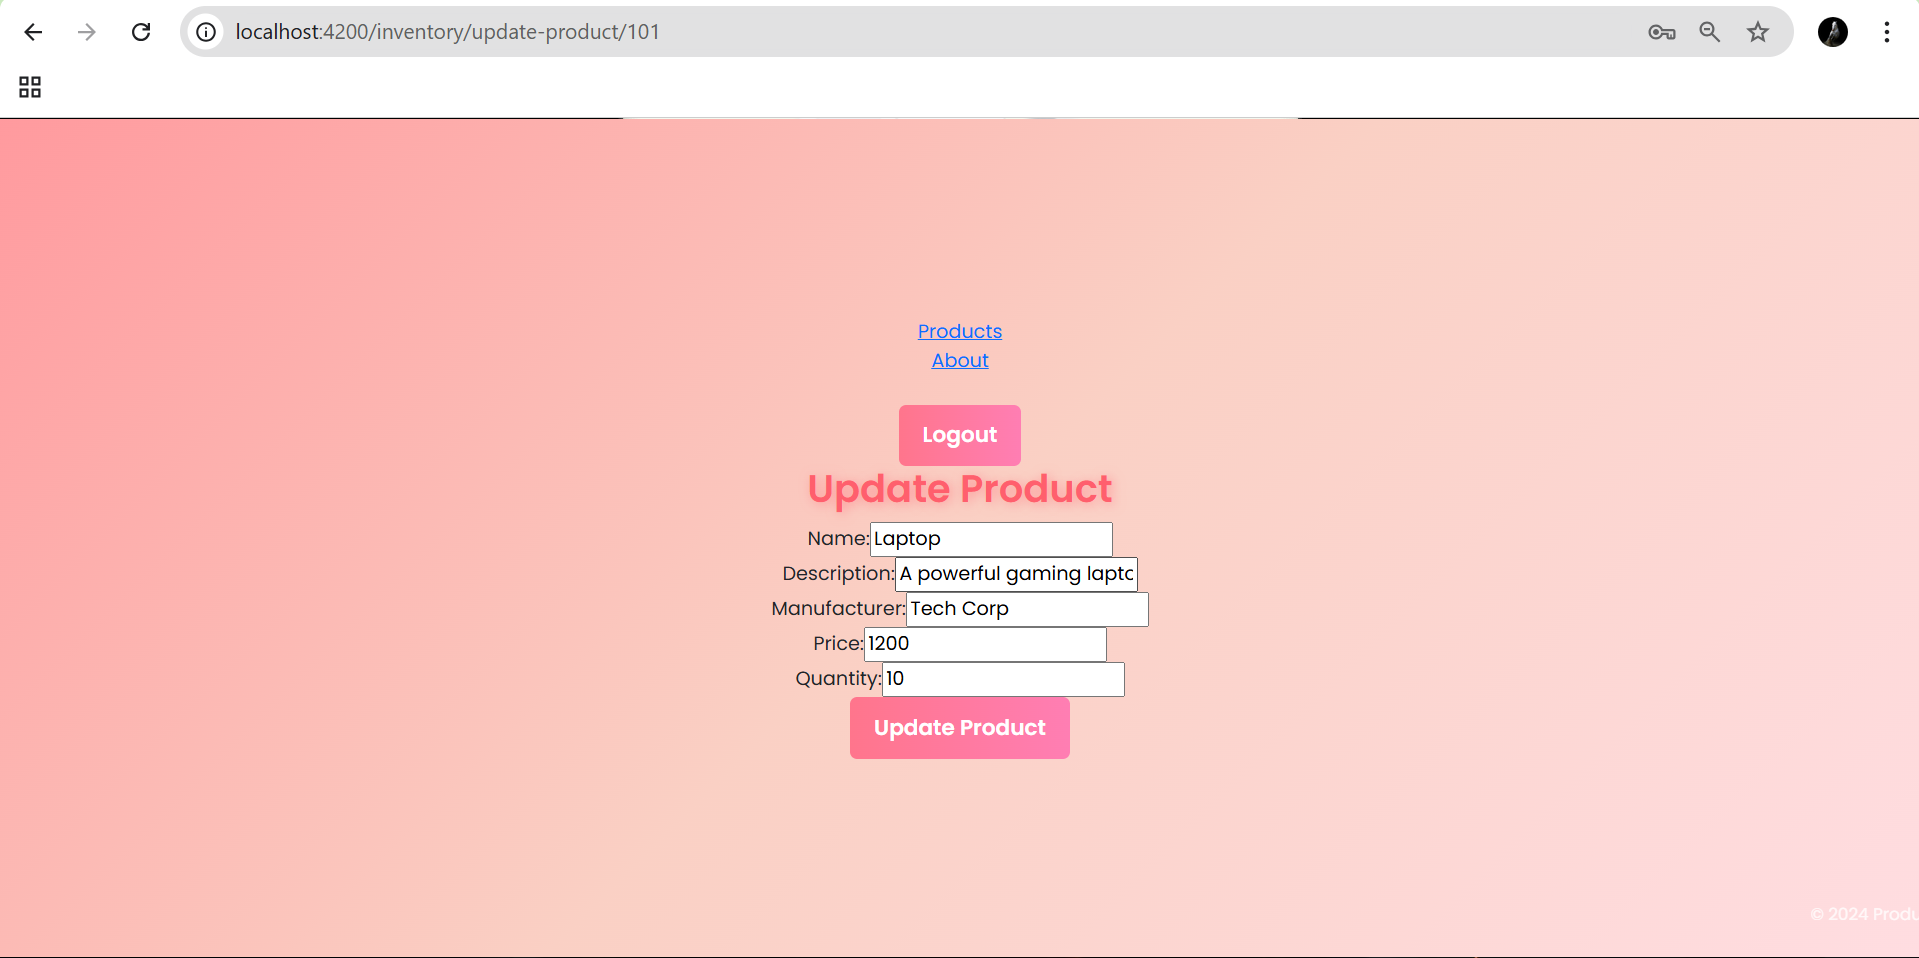 localhost:4200/inventory/update-product/101
Products
About
Logout
Update Product
Name: Laptop
Description: A powerful gaming lapto
Manufacturer: Tech Corp
Price: 1200
Quantity: 10
Update Product
© 2024 Produ